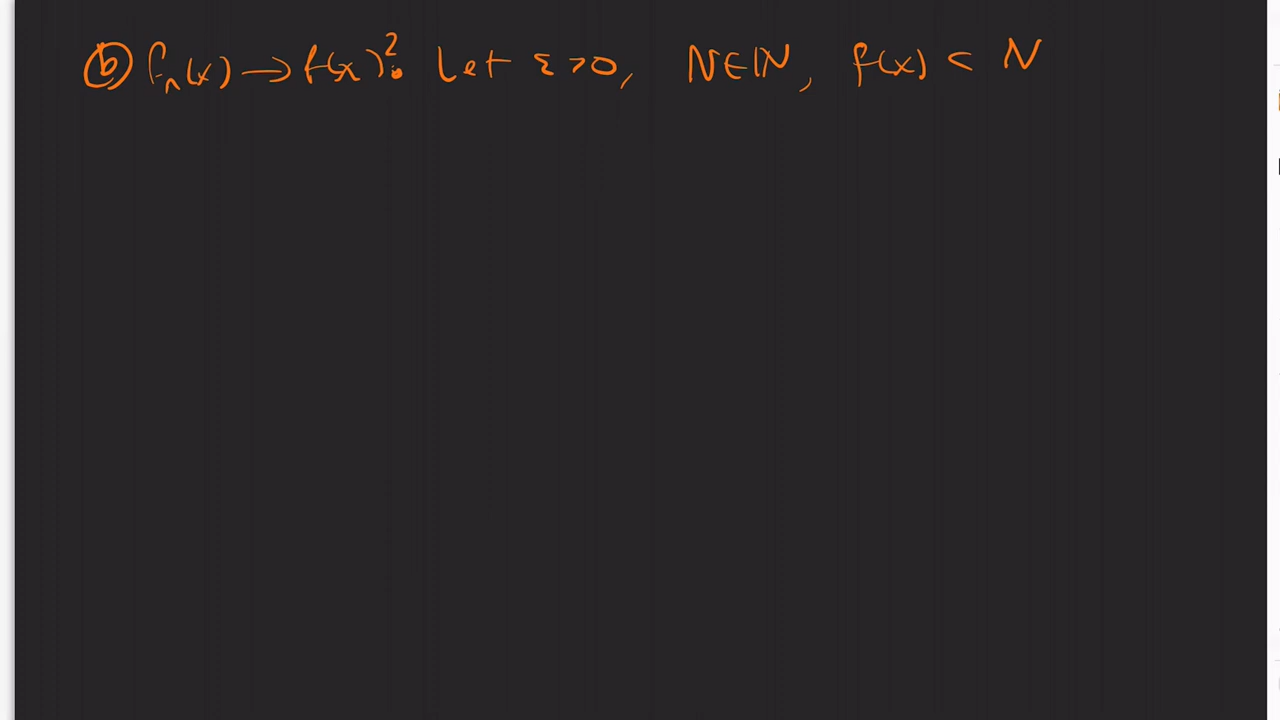 ⓑ fₙ(x) → f(x)? Let ε > 0, N ∈ ℕ, f(x) < N